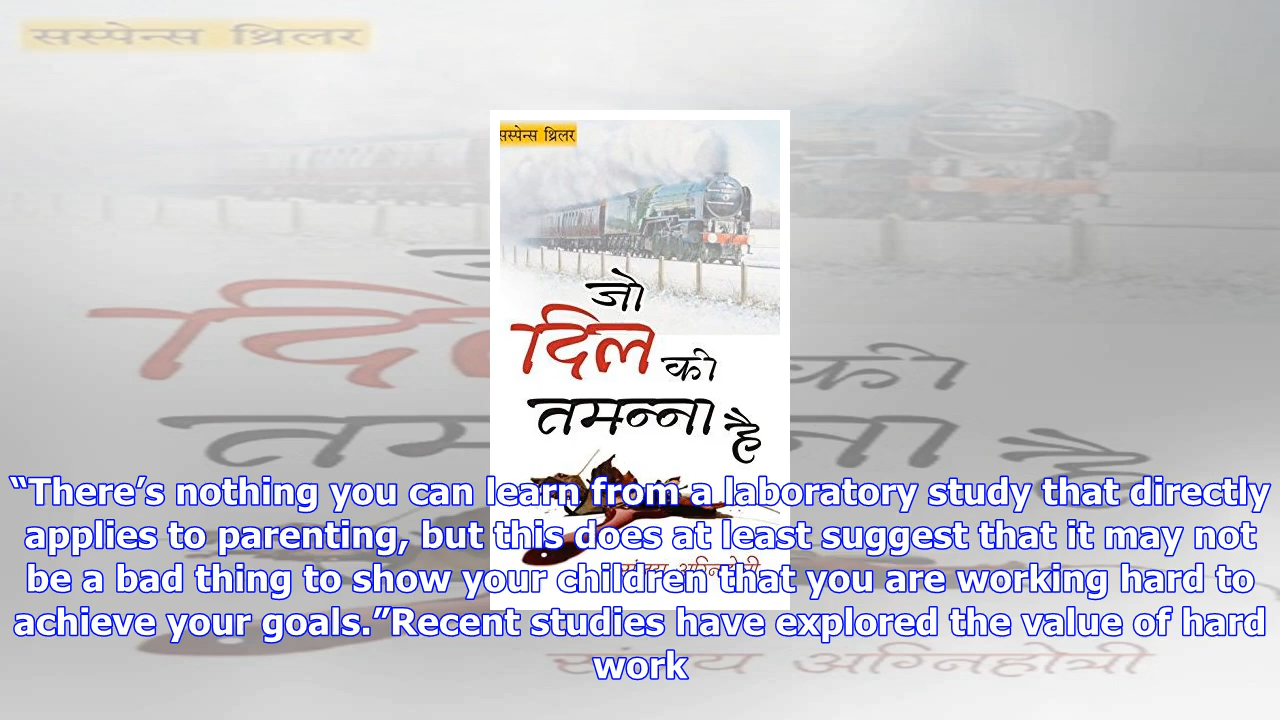 सस्पेन्स थ्रिलर
सस्पेन्स थ्रिलर
जो
दिल की
तमन्ना है
“There’s nothing you can learn from a laboratory study that directly
applies to parenting, but this does at least suggest that it may not
be a bad thing to show your children that you are working hard to
achieve your goals.”Recent studies have explored the value of hard
work
संजय अग्निहोत्री